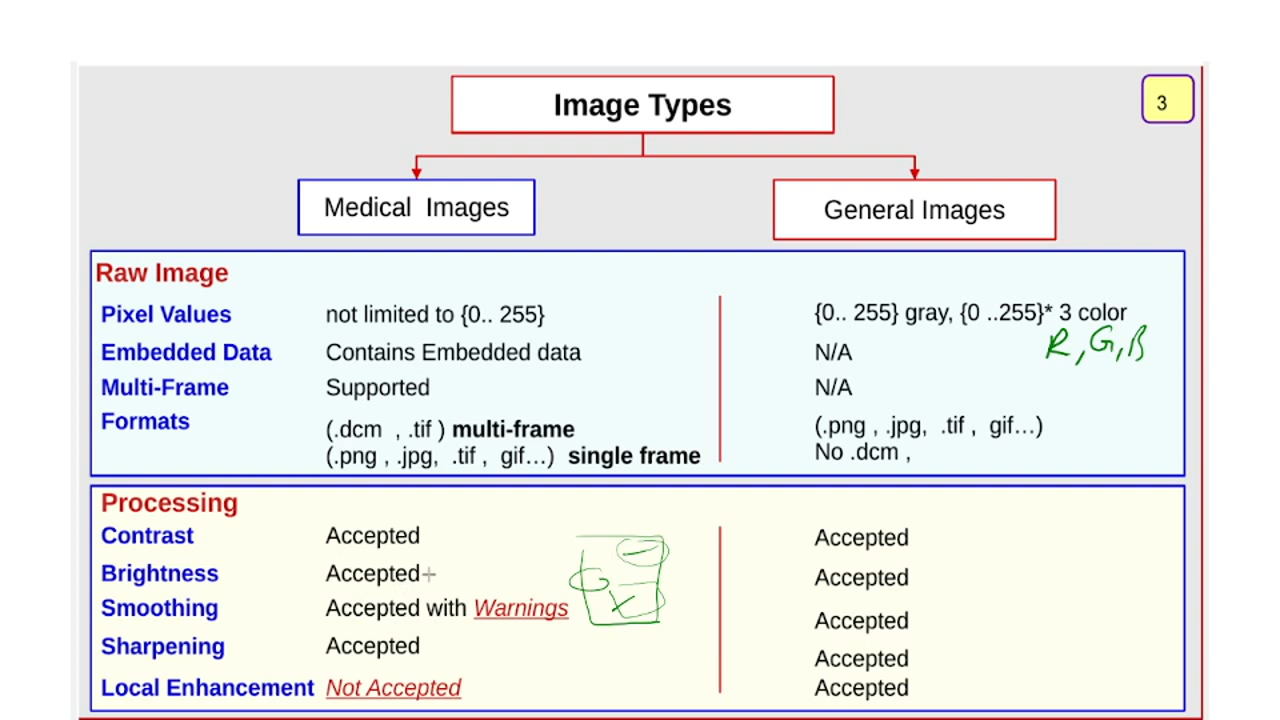 Image Types
3
Medical Images
General Images
Raw Image
Pixel Values not limited to {0.. 255} {0.. 255} gray, {0 ..255}* 3 color
R, G, B
Embedded Data Contains Embedded data N/A
Multi-Frame Supported N/A
Formats (.dcm , .tif ) multi-frame (.png , .jpg, .tif , gif…)
(.png , .jpg, .tif , gif…) single frame No .dcm ,
Processing
Contrast Accepted Accepted
Brightness Accepted Accepted
Smoothing Accepted with Warnings Accepted
Sharpening Accepted Accepted
Local Enhancement Not Accepted Accepted